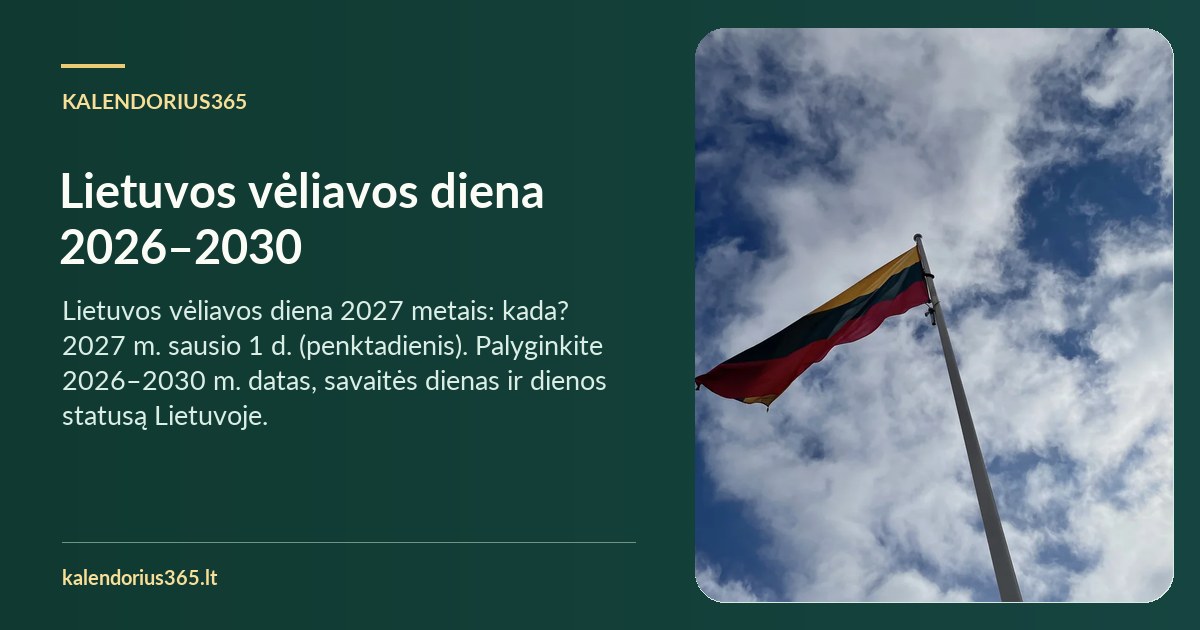 KALENDORIUS365
Lietuvos vėliavos diena
2026–2030
Lietuvos vėliavos diena 2027 metais: kada?
2027 m. sausio 1 d. (penktadienis). Palyginkite
2026–2030 m. datas, savaitės dienas ir dienos
statusą Lietuvoje.
kalendorius365.lt